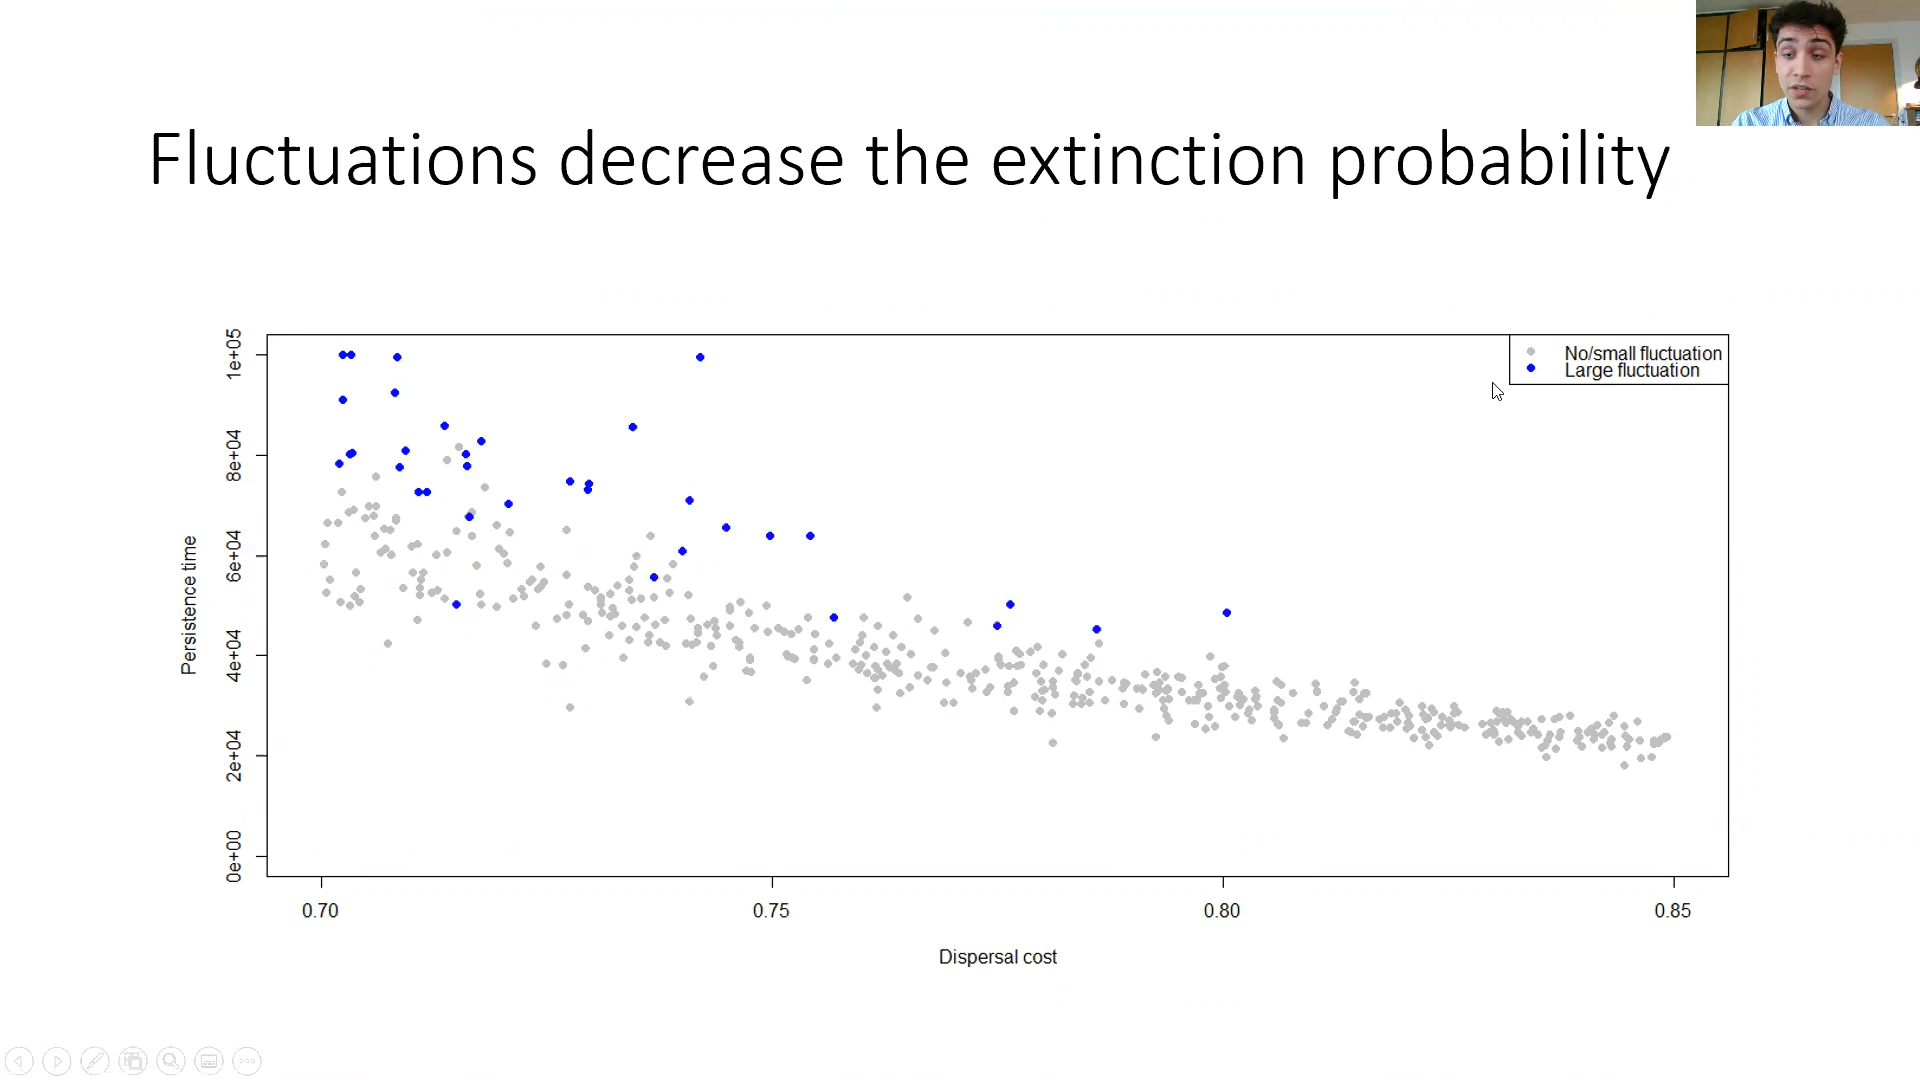 Fluctuations decrease the extinction probability
No/small fluctuation
Large fluctuation
1e+05
8e+04
6e+04
4e+04
2e+04
0e+00
Persistence time
0.70 0.75 0.80 0.85
Dispersal cost